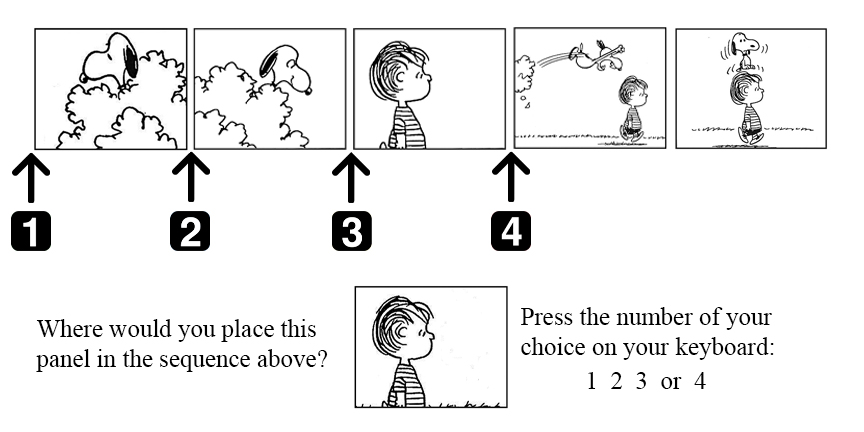 1 2 3 4
Where would you place this
panel in the sequence above?
Press the number of your
choice on your keyboard:
1 2 3 or 4